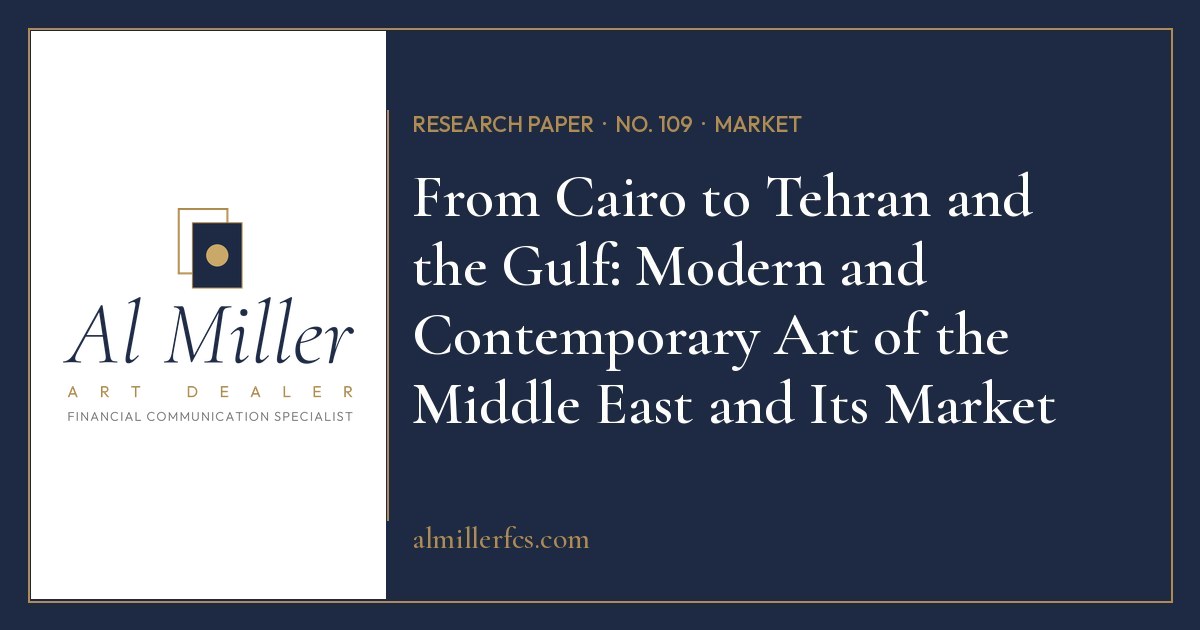 Al Miller
ART DEALER
FINANCIAL COMMUNICATION SPECIALIST
RESEARCH PAPER · NO. 109 · MARKET
From Cairo to Tehran and
the Gulf: Modern and
Contemporary Art of the
Middle East and Its Market
almillerfcs.com